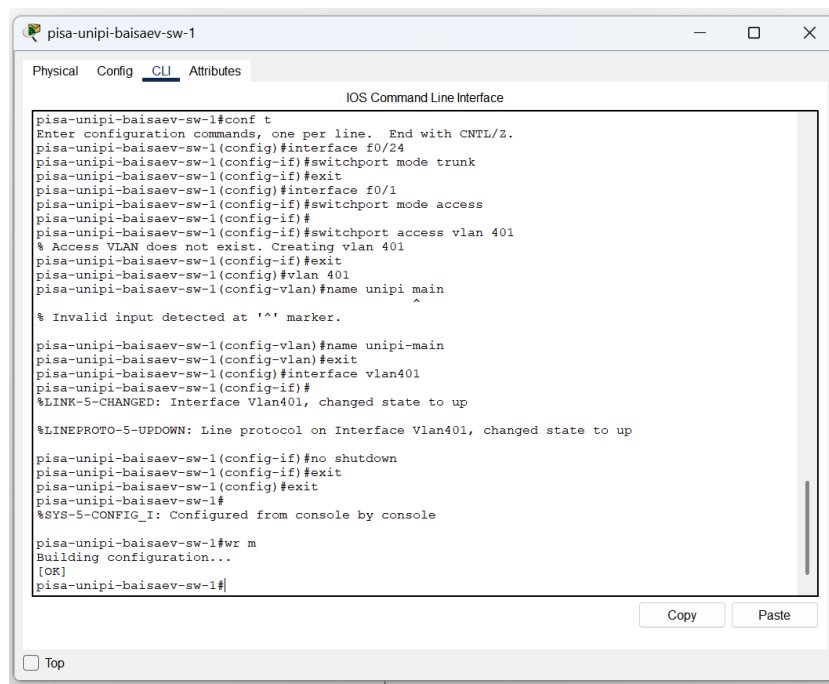 pisa-unipi-baisaev-sw-1
Physical Config CLI Attributes
IOS Command Line Interface
pisa-unipi-baisaev-sw-1#conf t
Enter configuration commands, one per line.  End with CNTL/Z.
pisa-unipi-baisaev-sw-1(config)#interface f0/24
pisa-unipi-baisaev-sw-1(config-if)#switchport mode trunk
pisa-unipi-baisaev-sw-1(config-if)#exit
pisa-unipi-baisaev-sw-1(config)#interface f0/1
pisa-unipi-baisaev-sw-1(config-if)#switchport mode access
pisa-unipi-baisaev-sw-1(config-if)#
pisa-unipi-baisaev-sw-1(config-if)#switchport access vlan 401
% Access VLAN does not exist. Creating vlan 401
pisa-unipi-baisaev-sw-1(config-if)#exit
pisa-unipi-baisaev-sw-1(config)#vlan 401
pisa-unipi-baisaev-sw-1(config-vlan)#name unipi main
^
% Invalid input detected at '^' marker.
pisa-unipi-baisaev-sw-1(config-vlan)#name unipi-main
pisa-unipi-baisaev-sw-1(config-vlan)#exit
pisa-unipi-baisaev-sw-1(config)#interface vlan401
pisa-unipi-baisaev-sw-1(config-if)#
%LINK-5-CHANGED: Interface Vlan401, changed state to up
%LINEPROTO-5-UPDOWN: Line protocol on Interface Vlan401, changed state to up
pisa-unipi-baisaev-sw-1(config-if)#no shutdown
pisa-unipi-baisaev-sw-1(config-if)#exit
pisa-unipi-baisaev-sw-1(config)#exit
pisa-unipi-baisaev-sw-1#
%SYS-5-CONFIG_I: Configured from console by console
pisa-unipi-baisaev-sw-1#wr m
Building configuration...
[OK]
pisa-unipi-baisaev-sw-1#
Copy Paste
Top